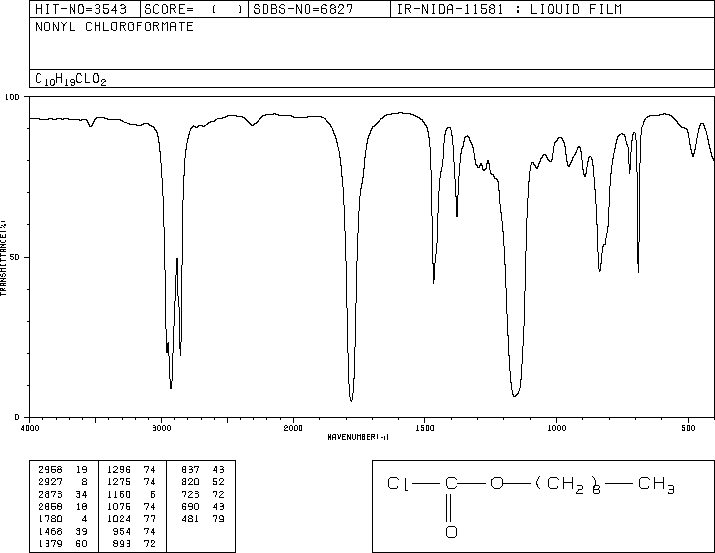 HIT-NO=3543 SCORE= ( ) SDBS-NO=6827 IR-NIDA-11581 : LIQUID FILM
NONYL CHLOROFORMATE
C10H19CLO2
100
50
0
TRANSMITTANCE(%)
4000 3000 2000 1500 1000 500
WAVENUMBER(-1)
2958 19 1296 74 837 43
2927 8 1275 74 820 52
2873 34 1160 6 723 72
2858 18 1076 74 690 43
1780 4 1024 77 481 79
1466 39 954 74
1379 60 893 72
Cl C O (CH2)8 CH3
O